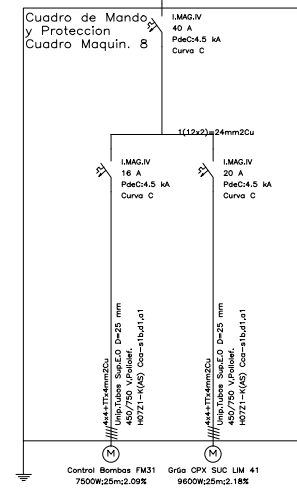 Cuadro de Mando
y Proteccion
Cuadro Maquin. 8
I.MAG.IV
40 A
PdeC:4.5 kA
Curva C
1(12x2)=24mm2Cu
I.MAG.IV
16 A
PdeC:4.5 kA
Curva C
I.MAG.IV
20 A
PdeC:4.5 kA
Curva C
4x4+TTx4mm2Cu
Unip.Tubos Sup.E.O D=25 mm
450/750 V.Poliolef.
H07Z1-K(AS) Cca-s1b,d1,a1
4x4+TTx4mm2Cu
Unip.Tubos Sup.E.O D=25 mm
450/750 V.Poliolef.
H07Z1-K(AS) Cca-s1b,d1,a1
M
M
Control Bombas FM31
7500W;25m;2.09%
GrGa CPX SUC LIM 41
9600W;25m;2.18%